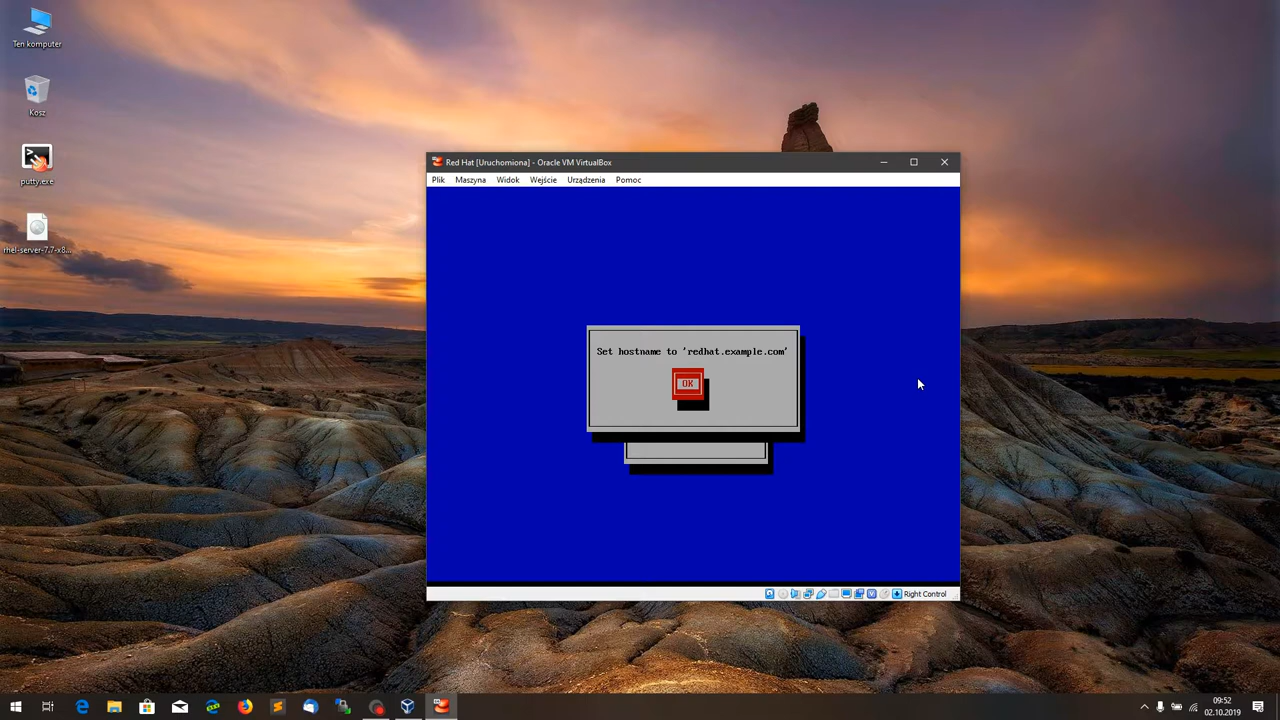 Ten komputer
Kosz
putty.exe
rhel-server-7.7-x8...
Red Hat [Uruchomiona] - Oracle VM VirtualBox
Plik Maszyna Widok Wejście Urządzenia Pomoc
Set hostname to 'redhat.example.com'
OK
Right Control
09:52
02.10.2019